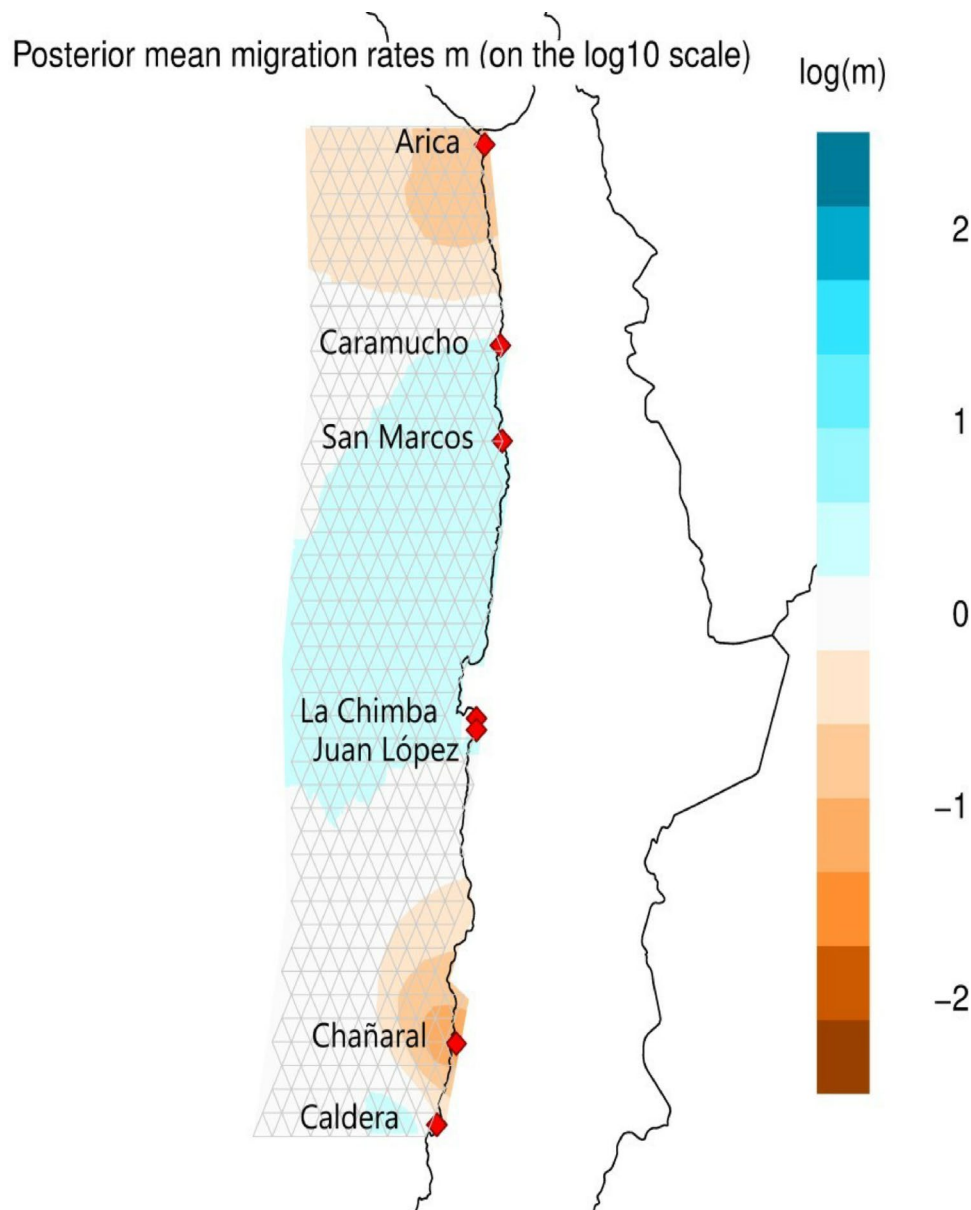 Posterior mean migration rates m (on the log10 scale)
log(m)
Arica
2
Caramucho
1
San Marcos
0
La Chimba
Juan López
−1
−2
Chañaral
Caldera